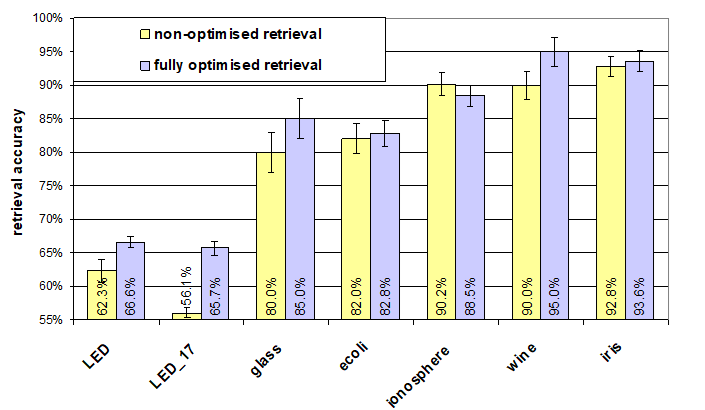 100%
95%
90%
85%
80%
75%
70%
65%
60%
55%
retrieval accuracy
non-optimised retrieval
fully optimised retrieval
62.3%
66.6%
56.1%
65.7%
80.0%
85.0%
82.0%
82.8%
90.2%
88.5%
90.0%
95.0%
92.8%
93.6%
LED
LED_17
glass
ecoli
ionosphere
wine
iris